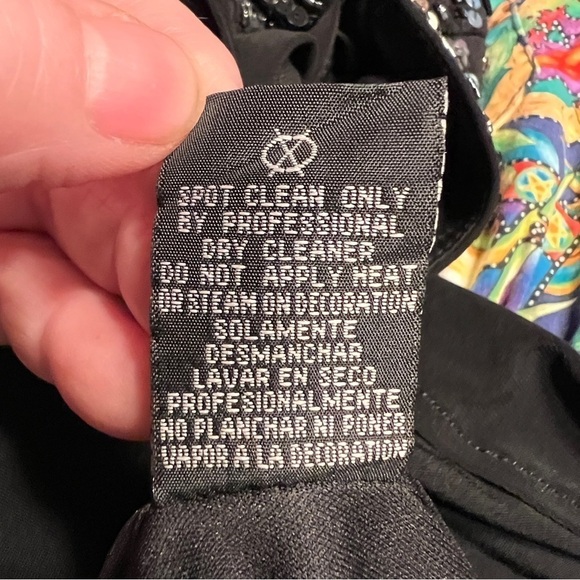 SPOT CLEAN ONLY
BY PROFESSIONAL
DRY CLEANER
DO NOT APPLY HEAT
OR STEAM ON DECORATION
SOLAMENTE
DESMANCHAR
LAVAR EN SECO
PROFESIONALMENTE
NO PLANCHAR NI PONER
VAPOR A LA DECORATION